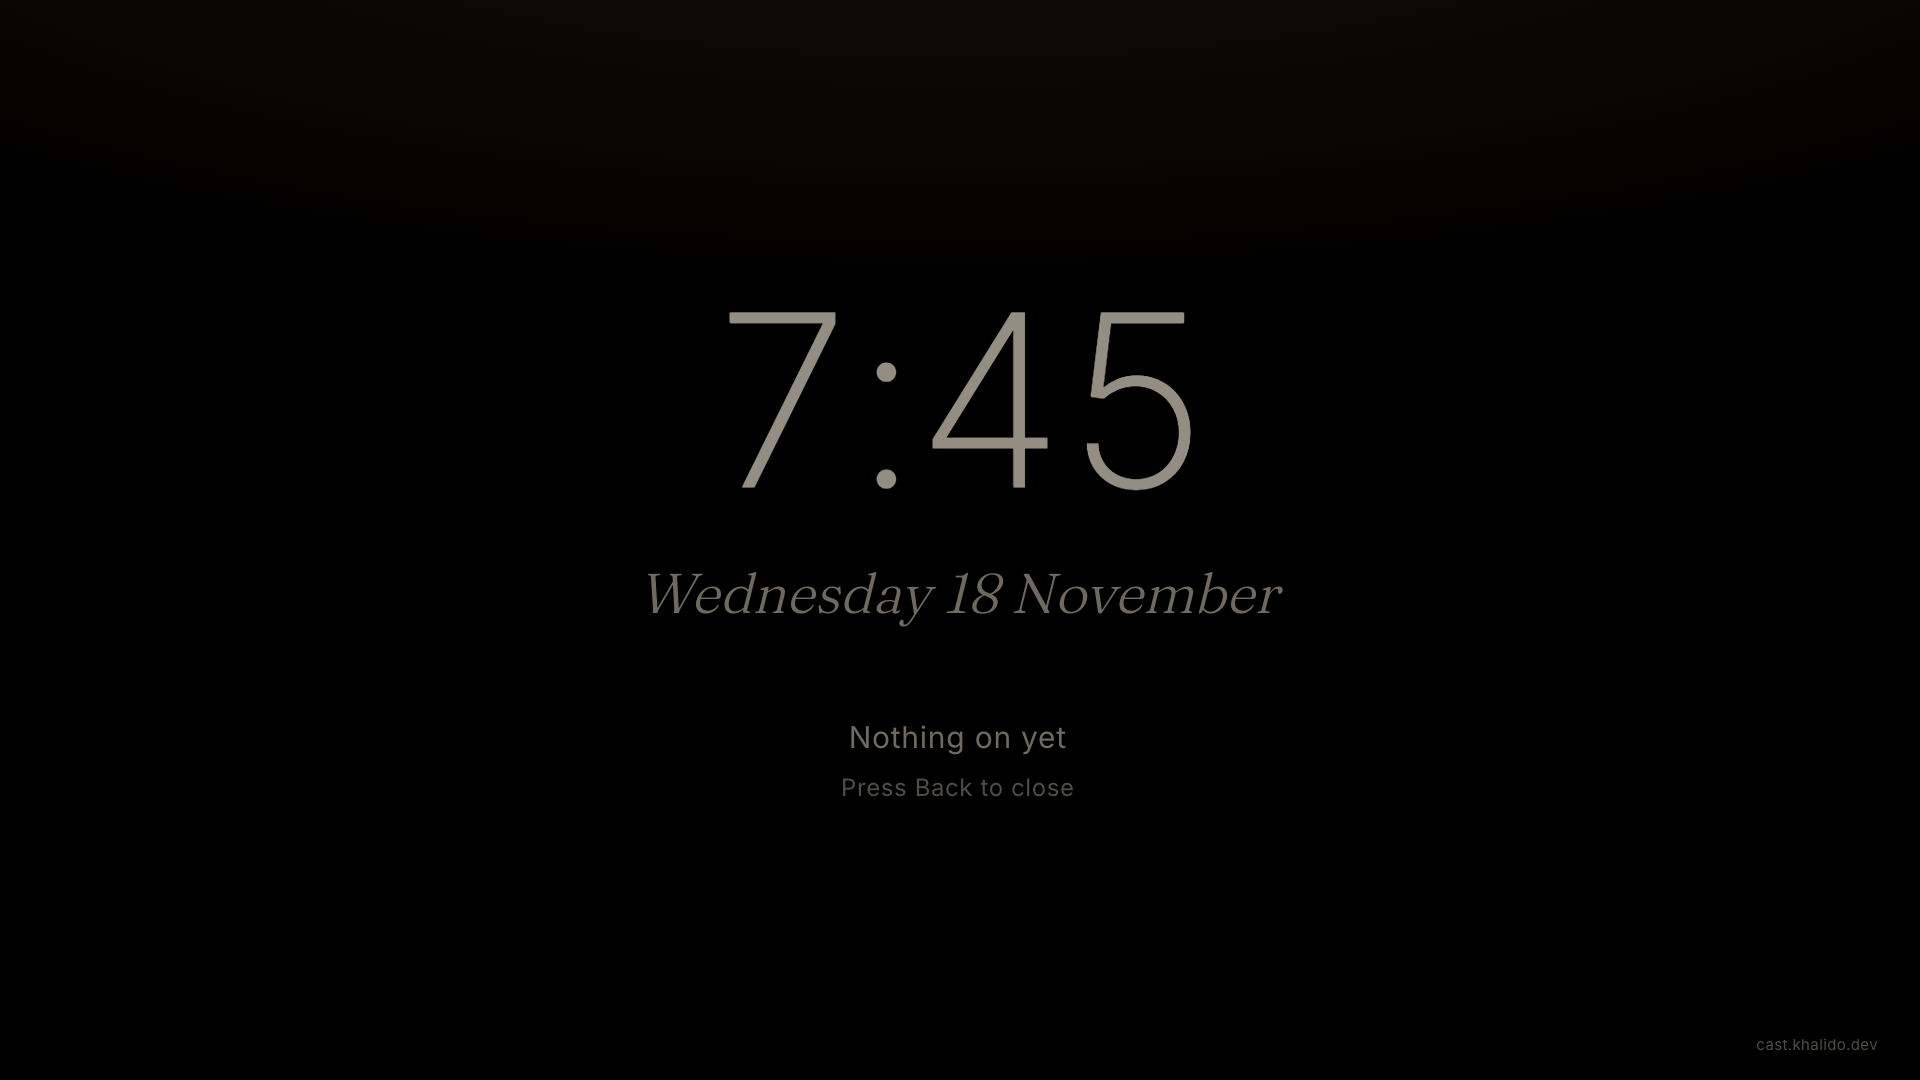 7:45
Wednesday 18 November
Nothing on yet
Press Back to close
cast.khalido.dev